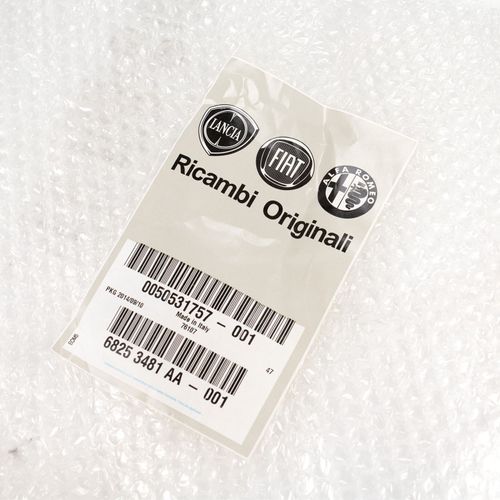 LANCIA
FIAT
ALFA ROMEO
Ricambi Originali
0050531757 - 001
PKG 2014/09/10
Made in Italy
76107
47
6825 3481 AA - 001